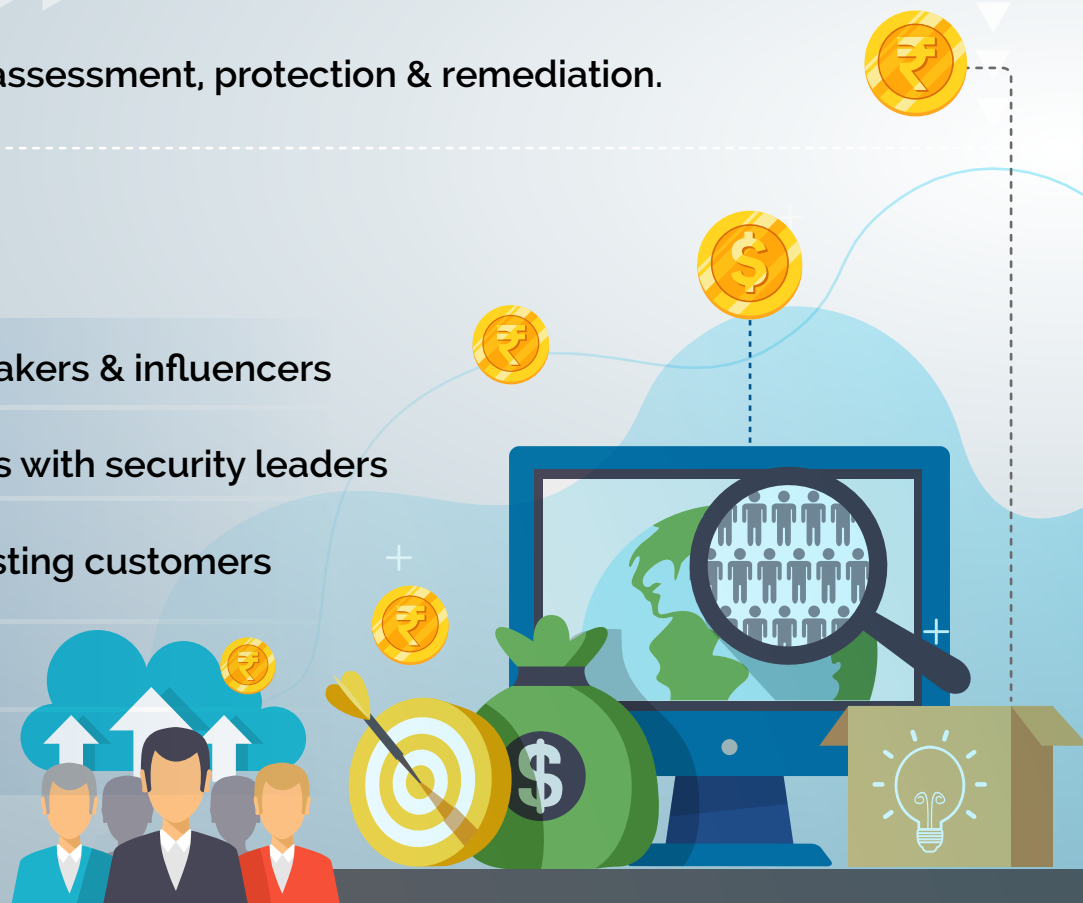 assessment, protection & remediation.
₹
$
₹
akers & influencers
s with security leaders
sting customers
₹
₹
$